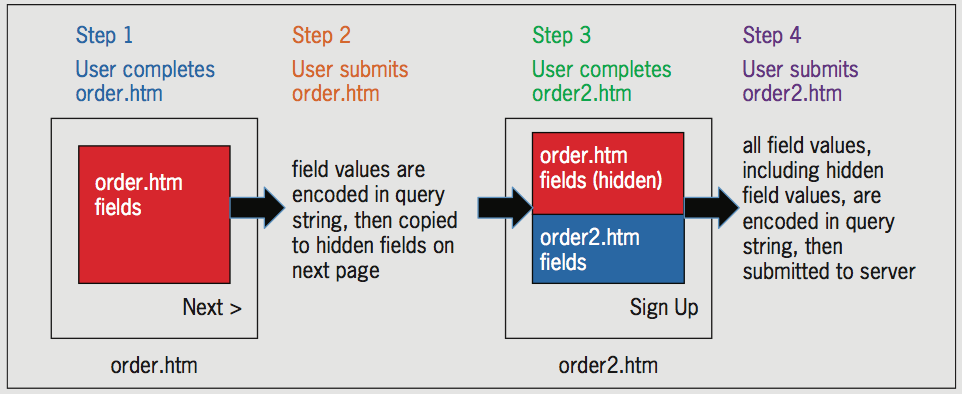 Step 1
User completes
order.htm
Step 2
User submits
order.htm
Step 3
User completes
order2.htm
Step 4
User submits
order2.htm
order.htm
fields
Next >
order.htm
field values are
encoded in query
string, then copied
to hidden fields on
next page
order.htm
fields (hidden)
order2.htm
fields
Sign Up
order2.htm
all field values,
including hidden
field values, are
encoded in query
string, then
submitted to server